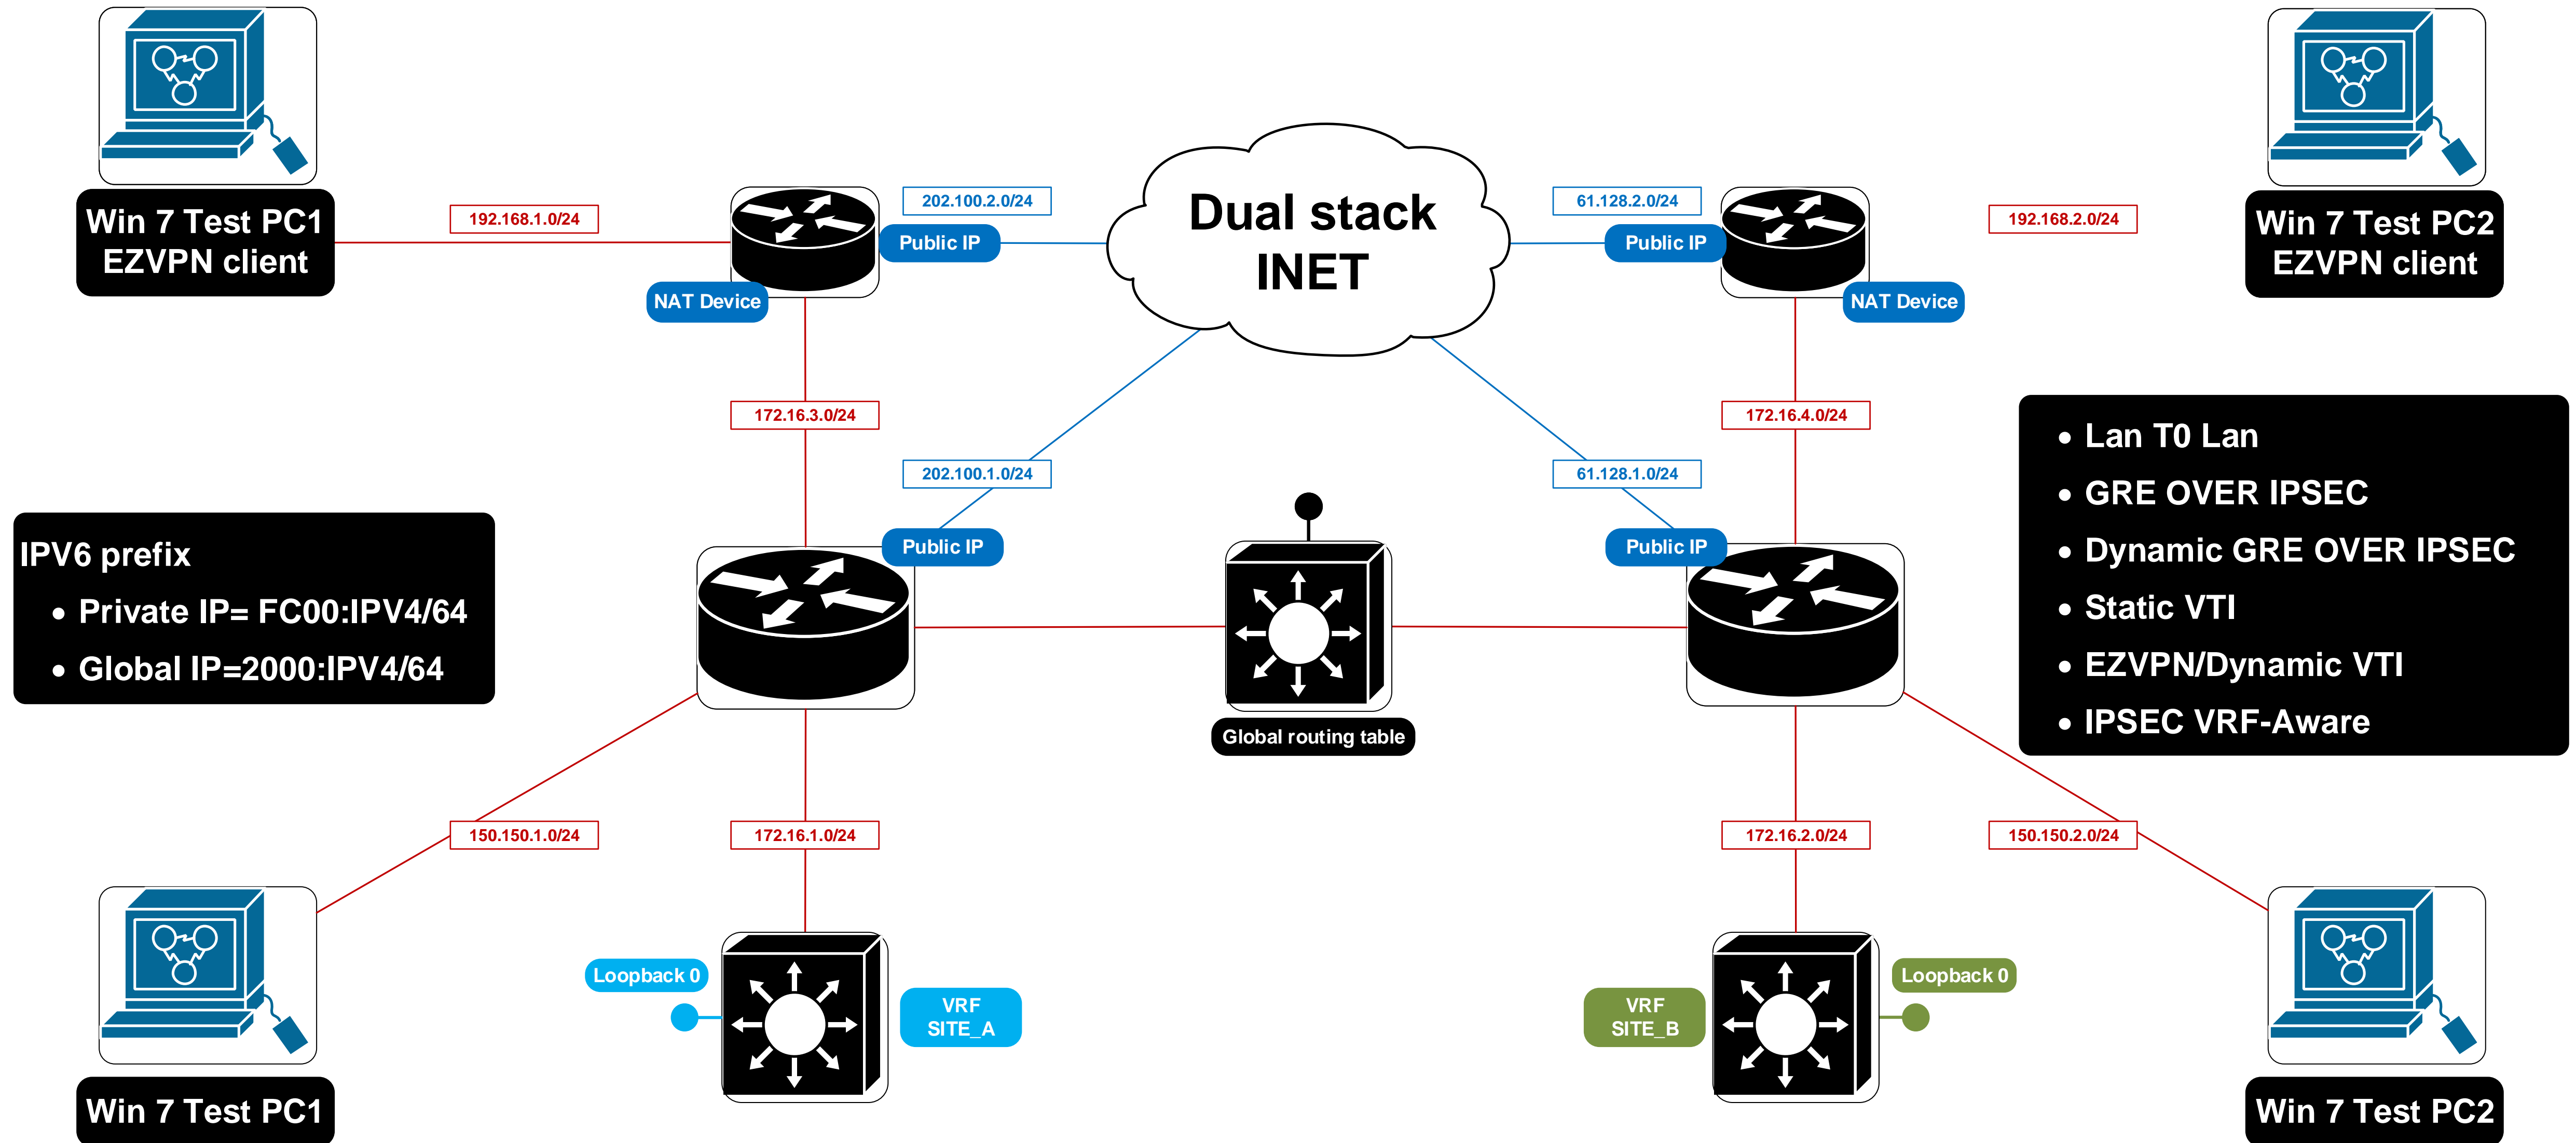 Win 7 Test PC1
EZVPN client
192.168.1.0/24
202.100.2.0/24
Public IP
NAT Device
Dual stack
INET
61.128.2.0/24
Public IP
NAT Device
192.168.2.0/24
Win 7 Test PC2
EZVPN client
172.16.3.0/24
172.16.4.0/24
202.100.1.0/24
61.128.1.0/24
Public IP
Public IP
IPV6 prefix
• Private IP= FC00:IPV4/64
• Global IP=2000:IPV4/64
Global routing table
• Lan T0 Lan
• GRE OVER IPSEC
• Dynamic GRE OVER IPSEC
• Static VTI
• EZVPN/Dynamic VTI
• IPSEC VRF-Aware
150.150.1.0/24
172.16.1.0/24
172.16.2.0/24
150.150.2.0/24
Loopback 0
VRF
SITE_A
VRF
SITE_B
Loopback 0
Win 7 Test PC1
Win 7 Test PC2